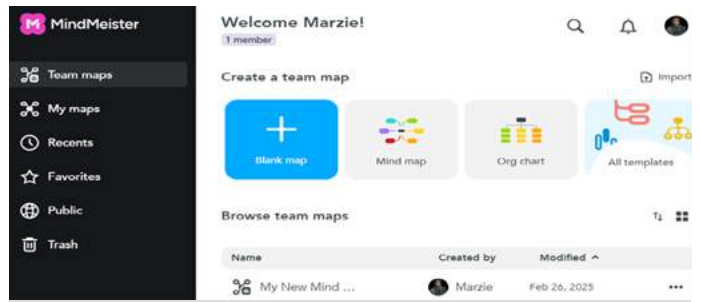 MindMeister
Team maps
My maps
Recents
Favorites
Public
Trash
Welcome Marzie!
1 member
Create a team map
Import
Blank map
Mind map
Org chart
All templates
Browse team maps
Name Created by Modified
My New Mind ... Marzie Feb 26, 2025